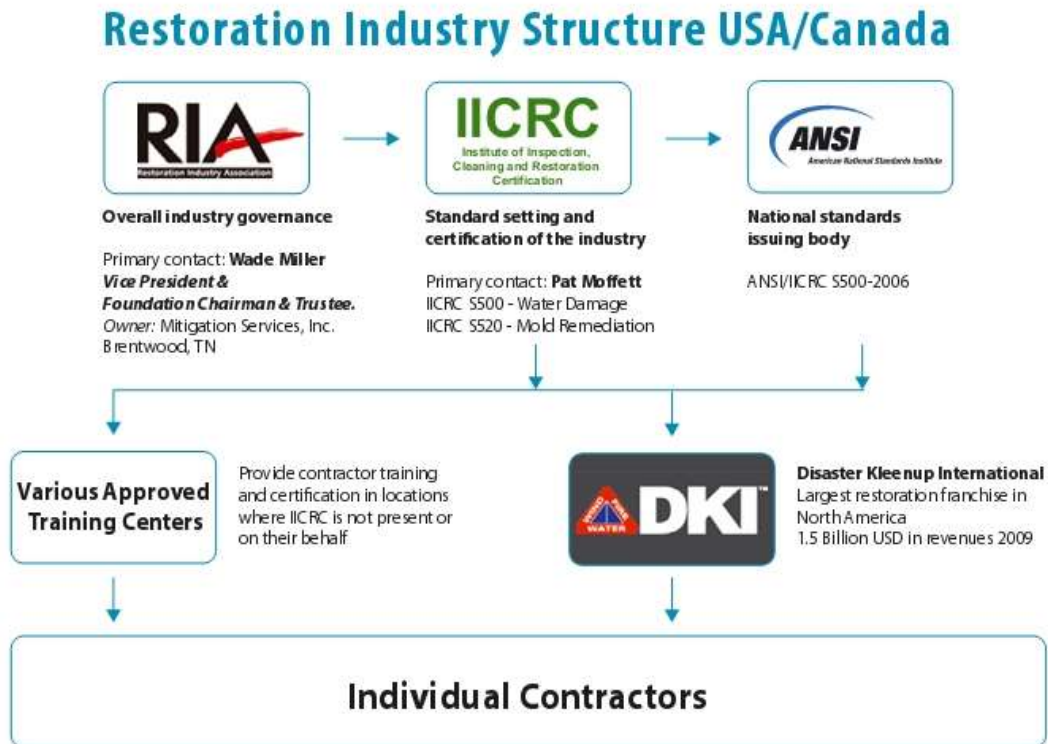 Restoration Industry Structure USA/Canada
RIA
Restoration Industry Association
Overall industry governance
Primary contact: Wade Miller
Vice President &
Foundation Chairman & Trustee.
Owner: Mitigation Services, Inc.
Brentwood, TN
IICRC
Institute of Inspection,
Cleaning and Restoration
Certification
Standard setting and
certification of the industry
Primary contact: Pat Moffett
IICRC S500 - Water Damage
IICRC S520 - Mold Remediation
ANSI
American National Standards Institute
National standards
issuing body
ANSI/IICRC S500-2006
Various Approved
Training Centers
Provide contractor training
and certification in locations
where IICRC is not present or
on their behalf
WIND FIRE
WATER
DKI™
Disaster Kleenup International
Largest restoration franchise in
North America
1.5 Billion USD in revenues 2009
Individual Contractors